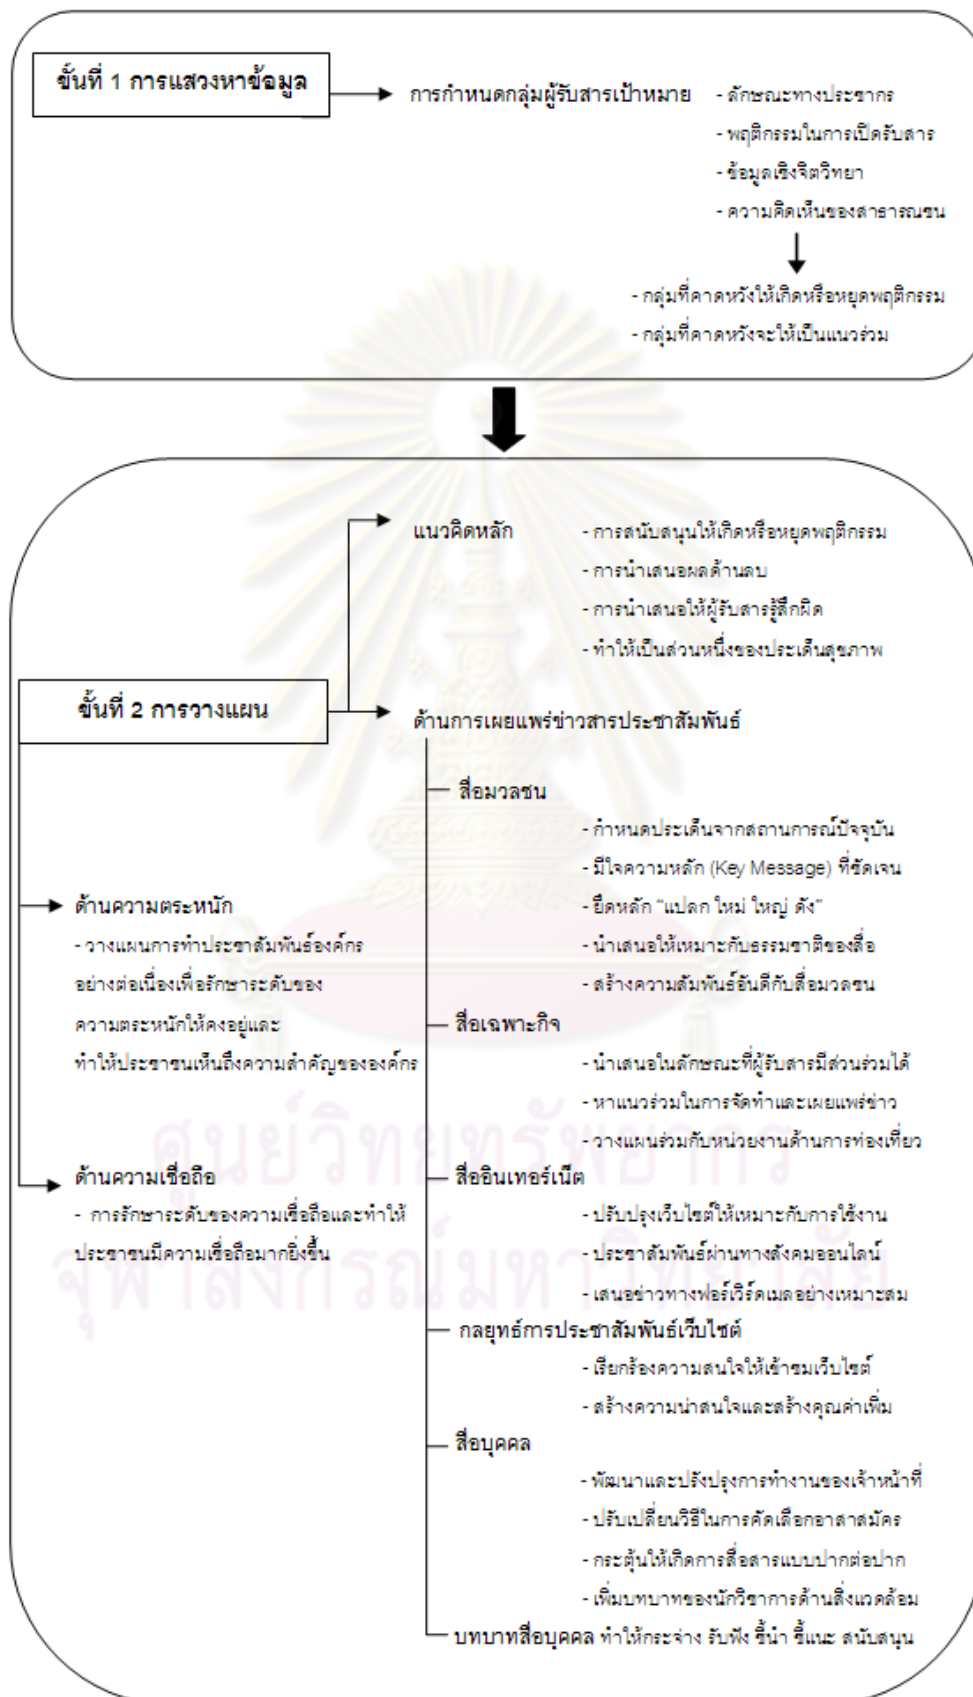 ขั้นที่ 1 การแสวงหาข้อมูล
การกำหนดกลุ่มผู้รับสารเป้าหมาย
- ลักษณะทางประชากร
- พฤติกรรมในการเปิดรับสาร
- ข้อมูลเชิงจิตวิทยา
- ความคิดเห็นของสาธารณชน
- กลุ่มที่คาดหวังให้เกิดหรือหยุดพฤติกรรม
- กลุ่มที่คาดหวังจะให้เป็นแนวร่วม
ขั้นที่ 2 การวางแผน
แนวคิดหลัก
- การสนับสนุนให้เกิดหรือหยุดพฤติกรรม
- การนำเสนอผลด้านลบ
- การนำเสนอให้ผู้รับสารรู้สึกผิด
- ทำให้เป็นส่วนหนึ่งของประเด็นสุขภาพ
ด้านการเผยแพร่ข่าวสารประชาสัมพันธ์
สื่อมวลชน
- กำหนดประเด็นจากสถานการณ์ปัจจุบัน
- มีใจความหลัก (Key Message) ที่ชัดเจน
- ยึดหลัก "แปลก ใหม่ ใหญ่ ดัง"
- นำเสนอให้เหมาะกับธรรมชาติของสื่อ
- สร้างความสัมพันธ์อันดีกับสื่อมวลชน
สื่อเฉพาะกิจ
- นำเสนอในลักษณะที่ผู้รับสารมีส่วนร่วมได้
- หาแนวร่วมในการจัดทำและเผยแพร่ข่าว
- วางแผนร่วมกับหน่วยงานด้านการท่องเที่ยว
สื่ออินเทอร์เน็ต
- ปรับปรุงเว็บไซต์ให้เหมาะกับการใช้งาน
- ประชาสัมพันธ์ผ่านทางสังคมออนไลน์
- เสนอข่าวทางฟอร์เวิร์ดเมลอย่างเหมาะสม
กลยุทธ์การประชาสัมพันธ์เว็บไซต์
- เรียกร้องความสนใจให้เข้าชมเว็บไซต์
- สร้างความน่าสนใจและสร้างคุณค่าเพิ่ม
สื่อบุคคล
- พัฒนาและปรังปรุงการทำงานของเจ้าหน้าที่
- ปรับเปลี่ยนวิธีในการคัดเลือกอาสาสมัคร
- กระตุ้นให้เกิดการสื่อสารแบบปากต่อปาก
- เพิ่มบทบาทของนักวิชาการด้านสิ่งแวดล้อม
บทบาทสื่อบุคคล ทำให้กระจ่าง รับฟัง ชี้นำ ชี้แนะ สนับสนุน
ด้านความตระหนัก
- วางแผนการทำประชาสัมพันธ์องค์กร
อย่างต่อเนื่องเพื่อรักษาระดับของ
ความตระหนักให้คงอยู่และ
ทำให้ประชาชนเห็นถึงความสำคัญขององค์กร
ด้านความเชื่อถือ
- การรักษาระดับของความเชื่อถือและทำให้
ประชาชนมีความเชื่อถือมากยิ่งขึ้น
ศูนย์วิทยทรัพยากร
จุฬาลงกรณ์มหาวิทยาลัย